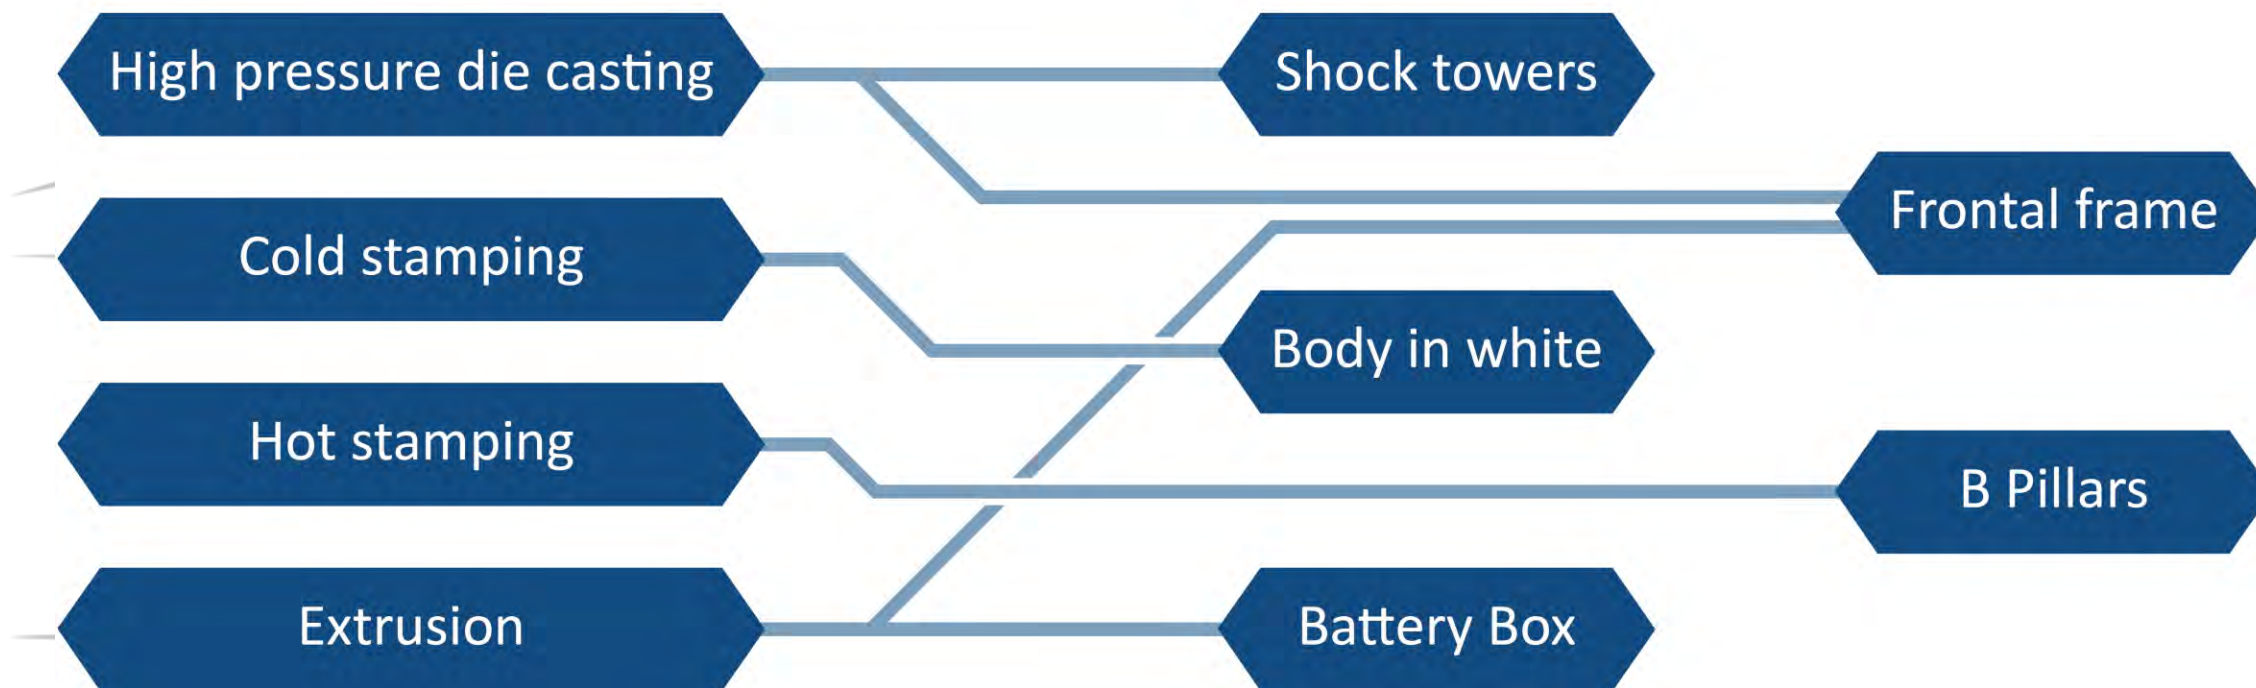 High pressure die casting
Shock towers
Frontal frame
Cold stamping
Body in white
Hot stamping
B Pillars
Extrusion
Battery Box